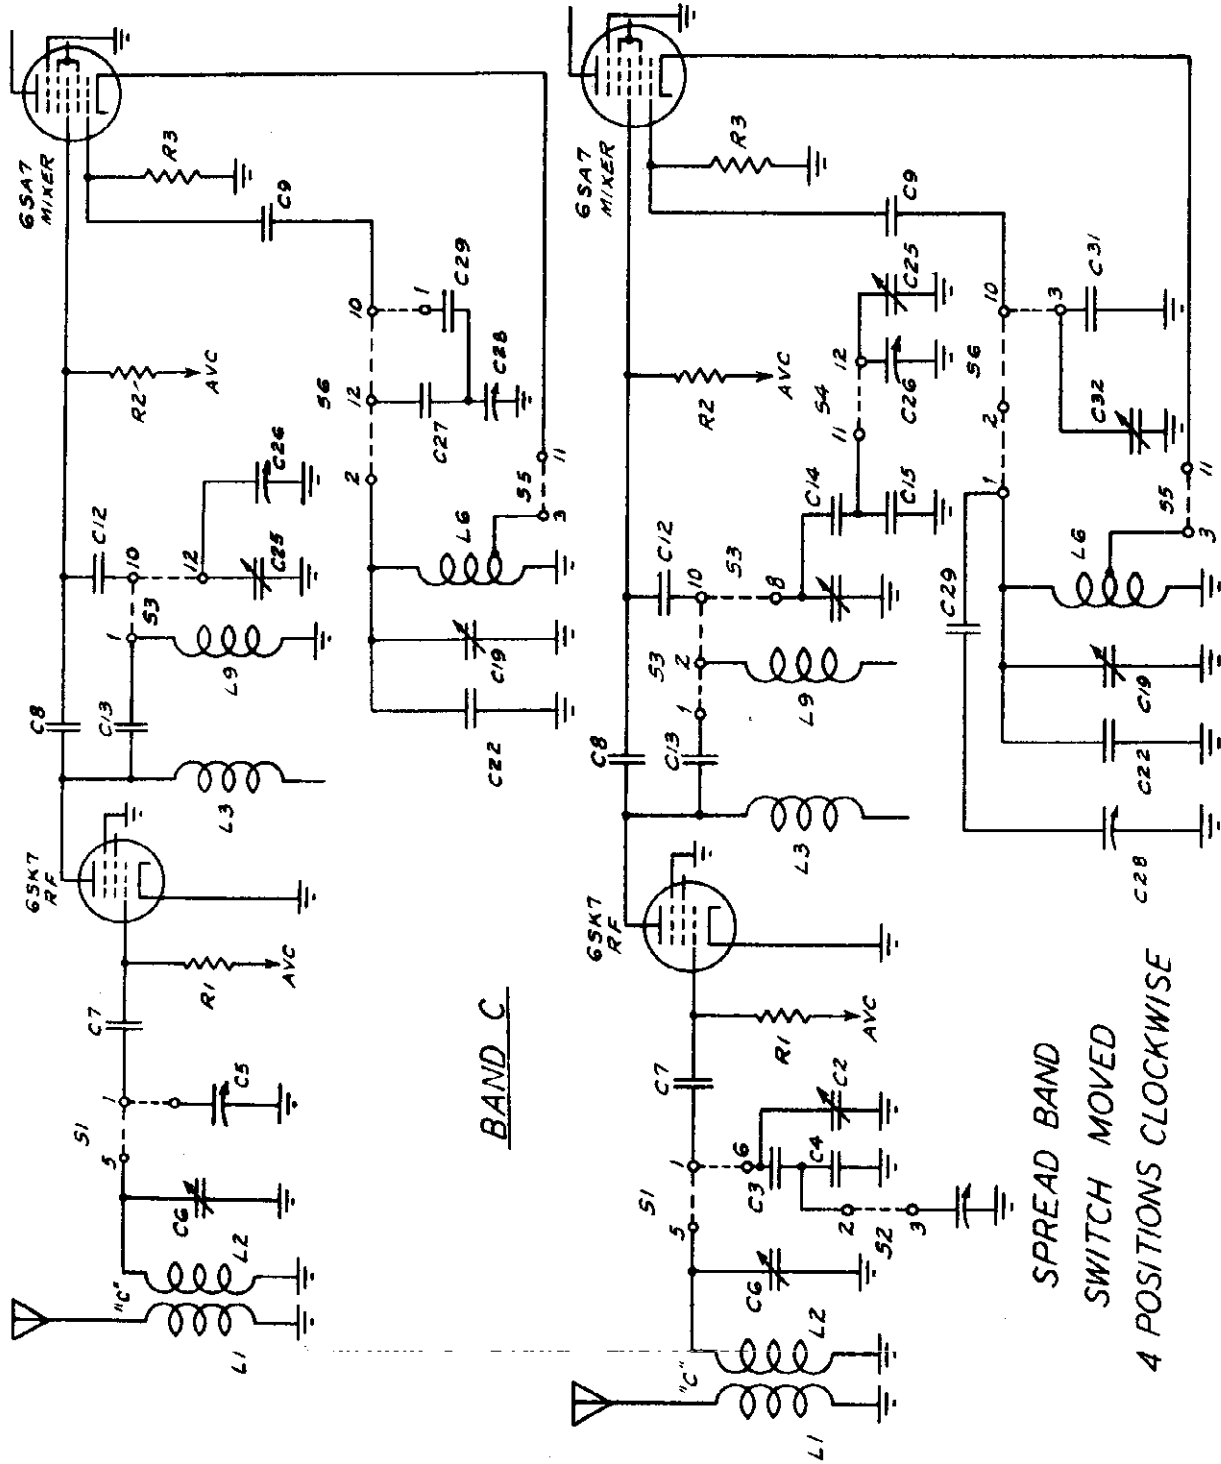 6SA7
MIXER
6SK7
RF
"C"
L1
L2
C6
5
S1
1
C5
C7
R1
AVC
L3
C8
C13
L9
1
S3
10
C12
12
C25
C26
R2
AVC
R3
C9
C22
C19
L6
2
S6
12
10
1
C27
C28
C29
3
S5
11
BAND C
6SA7
MIXER
6SK7
RF
"C"
L1
L2
C6
5
S1
1
6
C3
C4
C2
2
S2
3
C7
R1
AVC
L3
C8
C13
L9
1
S3
2
10
S3
8
C12
C14
C15
11
S4
12
C26
C25
R2
AVC
R3
C9
C28
C22
C19
C29
L6
1
2
S6
10
3
C32
C31
3
S5
11
SPREAD BAND
SWITCH MOVED
4 POSITIONS CLOCKWISE